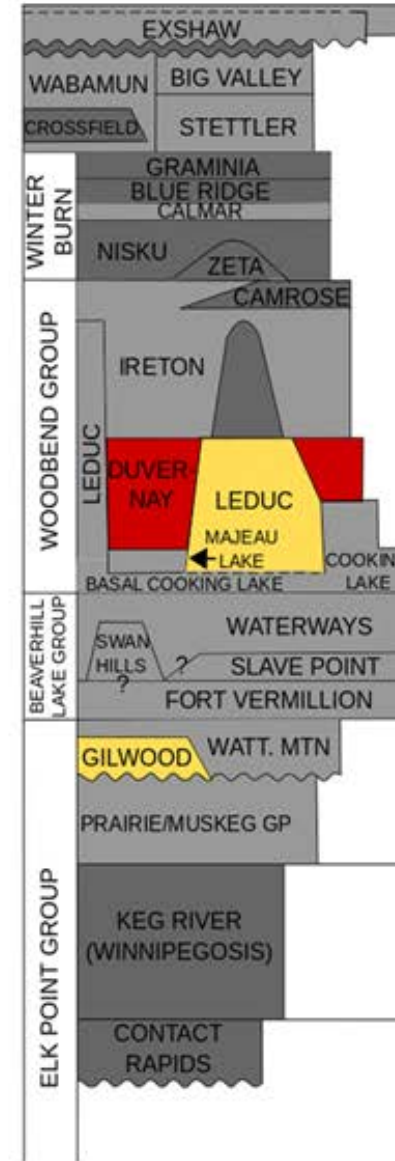 EXSHAW
WABAMUN
BIG VALLEY
CROSSFIELD
STETTLER
WINTER
BURN
GRAMINIA
BLUE RIDGE
CALMAR
NISKU
ZETA
WOODBEND GROUP
CAMROSE
IRETON
LEDUC
DUVER-
NAY
LEDUC
MAJEAU
LAKE
COOKIN
LAKE
BASAL COOKING LAKE
BEAVERHILL
LAKE GROUP
WATERWAYS
SWAN
HILLS
?
?
SLAVE POINT
FORT VERMILLION
ELK POINT GROUP
WATT. MTN
GILWOOD
PRAIRIE/MUSKEG GP
KEG RIVER
(WINNIPEGOSIS)
CONTACT
RAPIDS